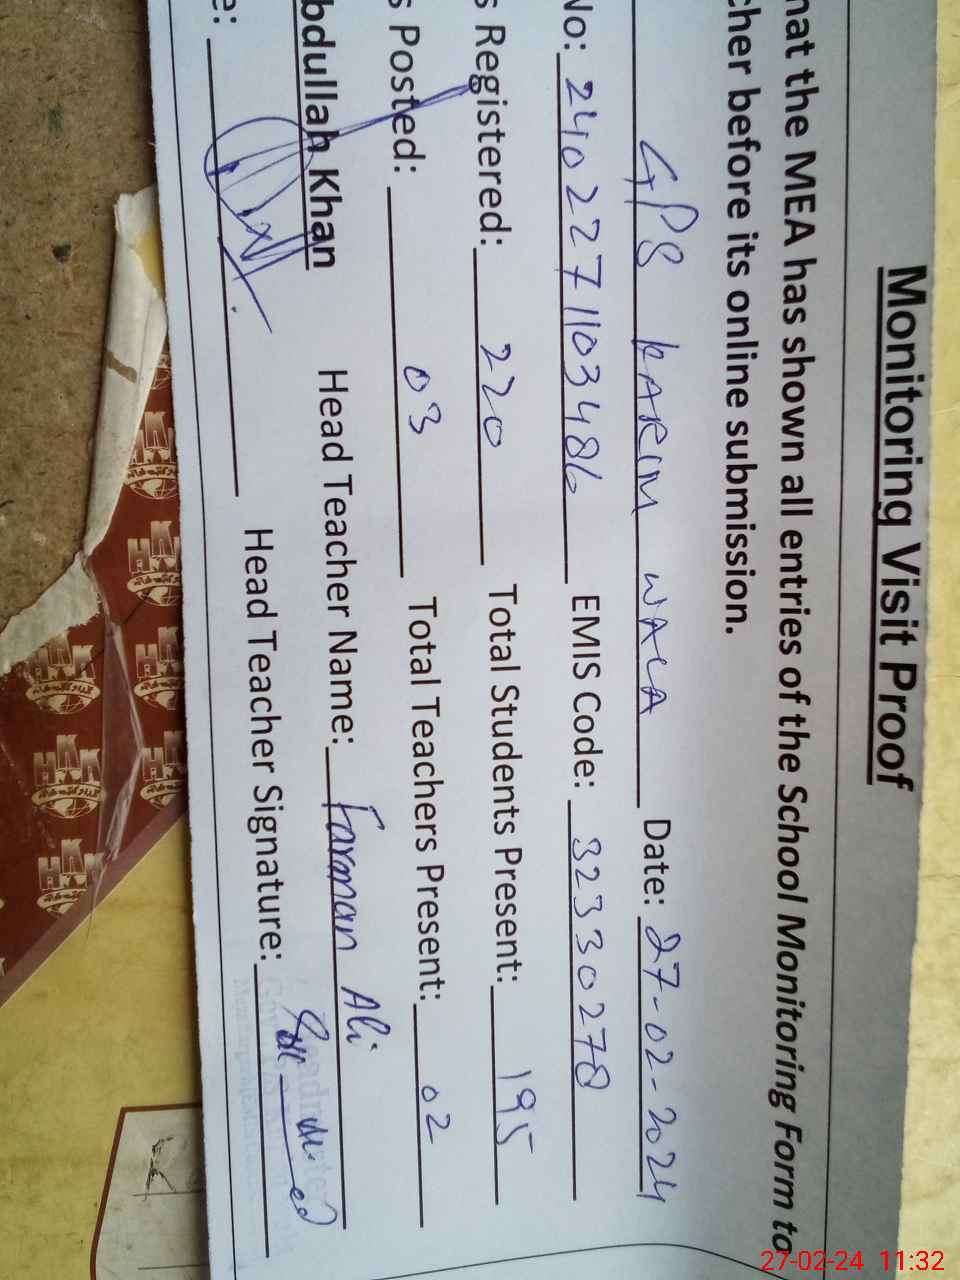 Monitoring Visit Proof
hat the MEA has shown all entries of the School Monitoring Form to
cher before its online submission.
GPS KARIM WALA Date: 27-02-2024
No: 2402271103486 EMIS Code: 32330278
s Registered: 220 Total Students Present: 195
s Posted: 03 Total Teachers Present: 02
bdullah Khan Head Teacher Name: Farman Ali
e: Head Teacher Signature:
27-02-24 11:32